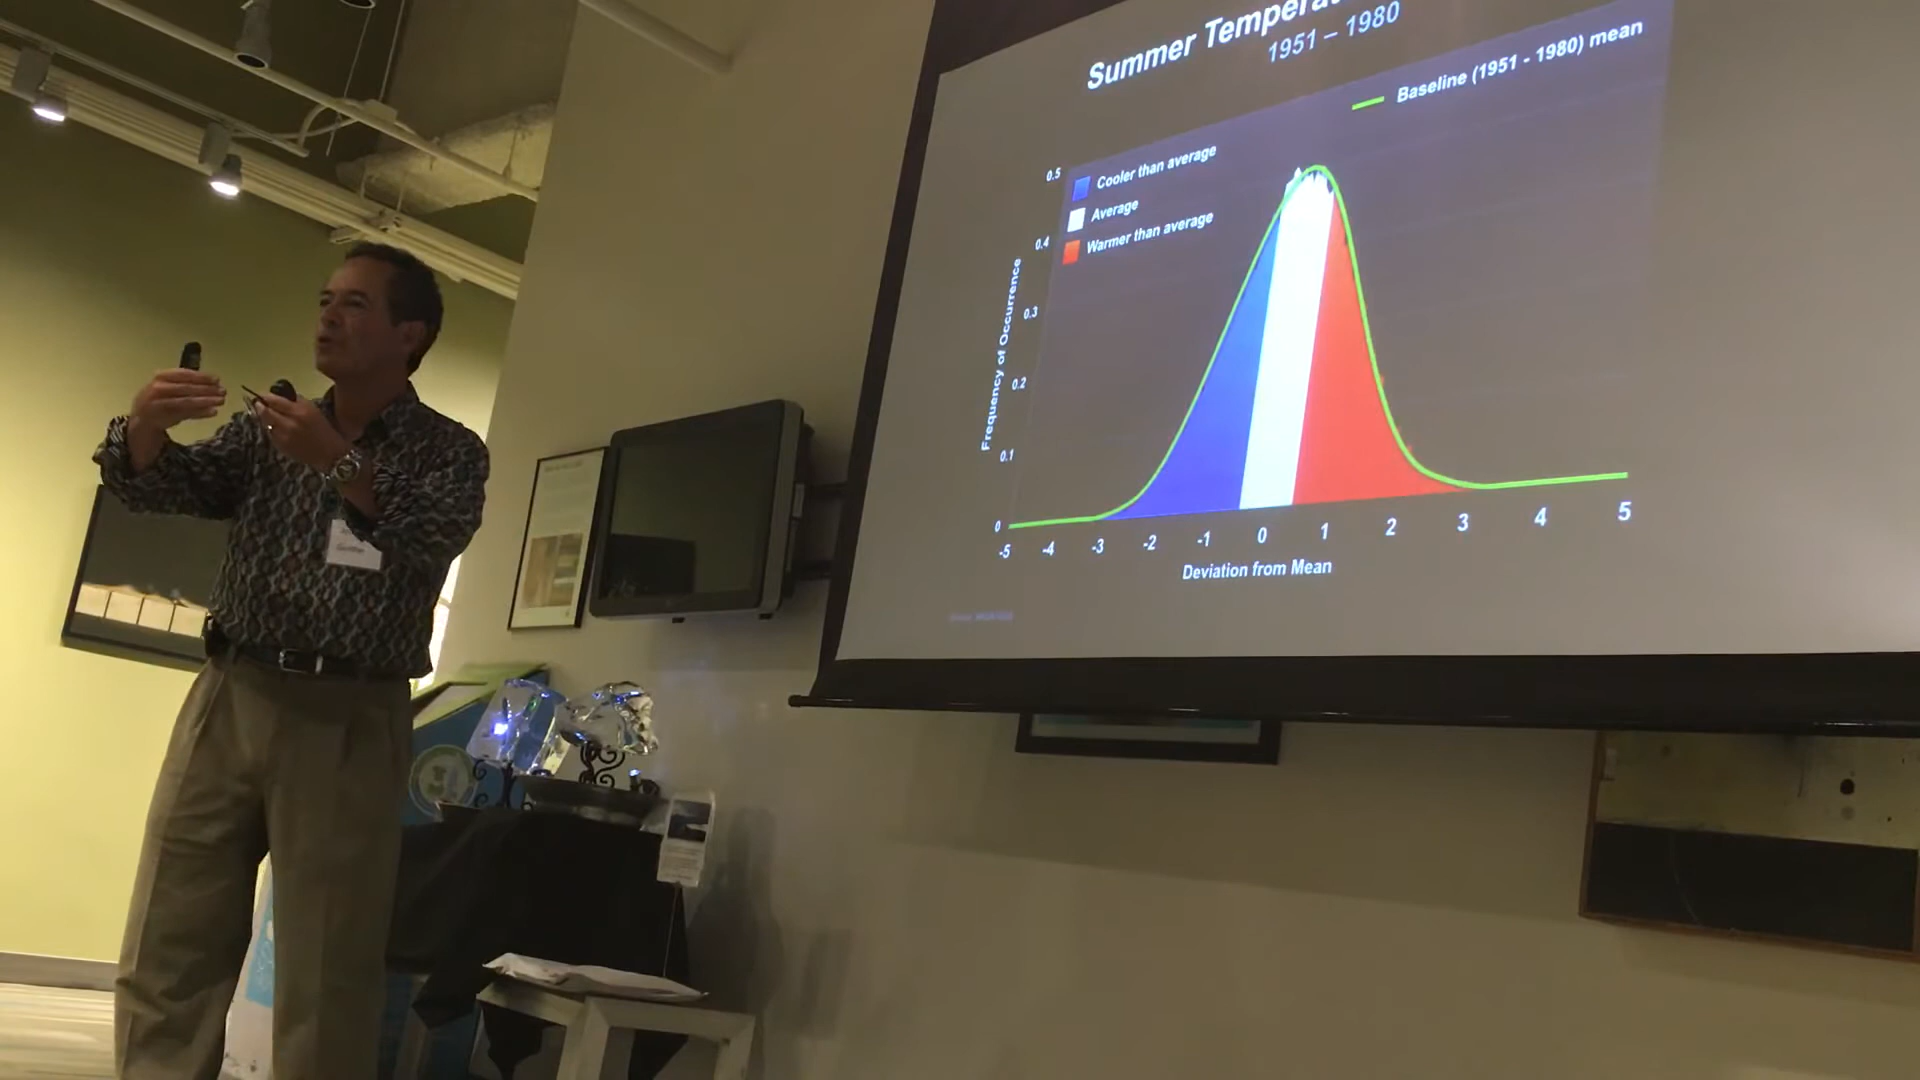 Summer Tempera
1951 – 1980
Baseline (1951 - 1980) mean
Cooler than average
Average
Warmer than average
Frequency of Occurrence
0.5
0.4
0.3
0.2
0.1
0
-5 -4 -3 -2 -1 0 1 2 3 4 5
Deviation from Mean